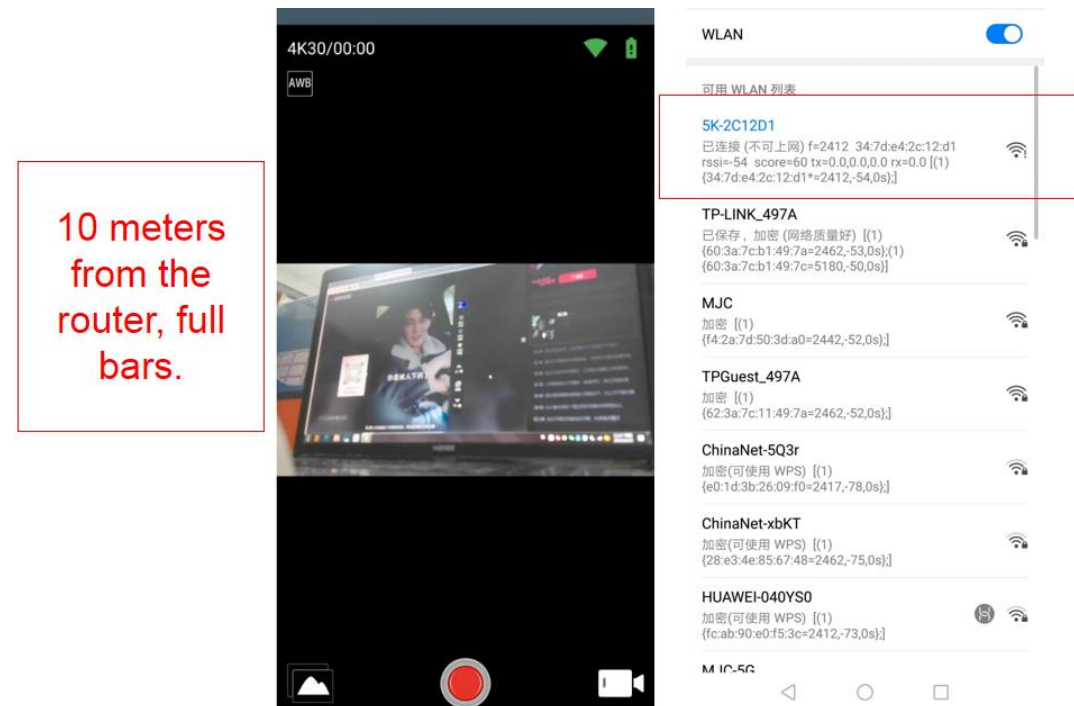 10 meters
from the
router, full
bars.
4K30/00:00
AWB
WLAN
可用 WLAN 列表
5K-2C12D1
已连接 (不可上网) f=2412 34:7d:e4:2c:12:d1
rssi=-54 score=60 tx=0.0,0.0,0.0 rx=0.0 [(1)
{34:7d:e4:2c:12:d1*=2412,-54,0s};]
TP-LINK_497A
已保存，加密 (网络质量好) [(1)
{60:3a:7c:b1:49:7a=2462,-53,0s};(1)
{60:3a:7c:b1:49:7c=5180,-50,0s}]
MJC
加密 [(1)
{f4:2a:7d:50:3d:a0=2442,-52,0s};]
TPGuest_497A
加密 [(1)
{62:3a:7c:11:49:7a=2462,-52,0s};]
ChinaNet-5Q3r
加密(可使用 WPS) [(1)
{e0:1d:3b:26:09:f0=2417,-78,0s};]
ChinaNet-xbKT
加密(可使用 WPS) [(1)
{28:e3:4e:85:67:48=2462,-75,0s};]
HUAWEI-040YS0
加密(可使用 WPS) [(1)
{fc:ab:90:e0:f5:3c=2412,-73,0s};]
MJC-5G